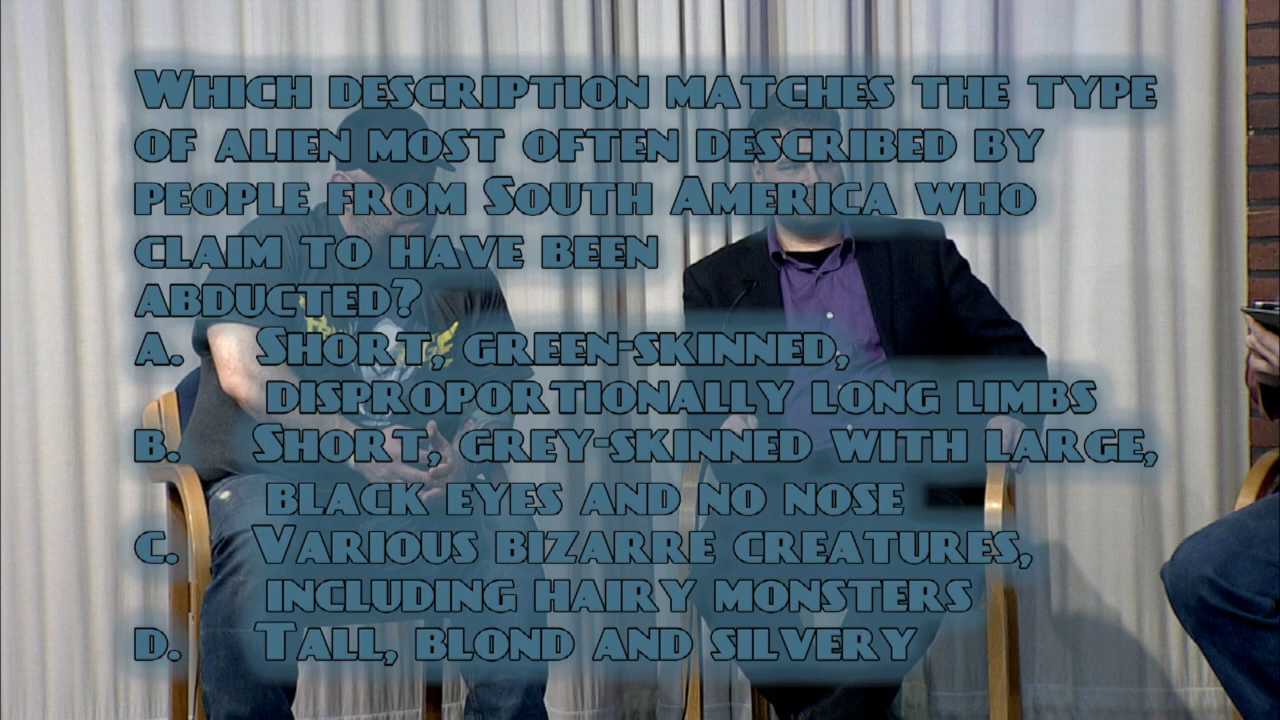 Which description matches the type
of alien most often described by
people from South America who
claim to have been
abducted?
A. Short, green-skinned,
disproportionally long limbs
B. Short, grey-skinned with large,
black eyes and no nose
C. Various bizarre creatures,
including hairy monsters
D. Tall, blond and silvery